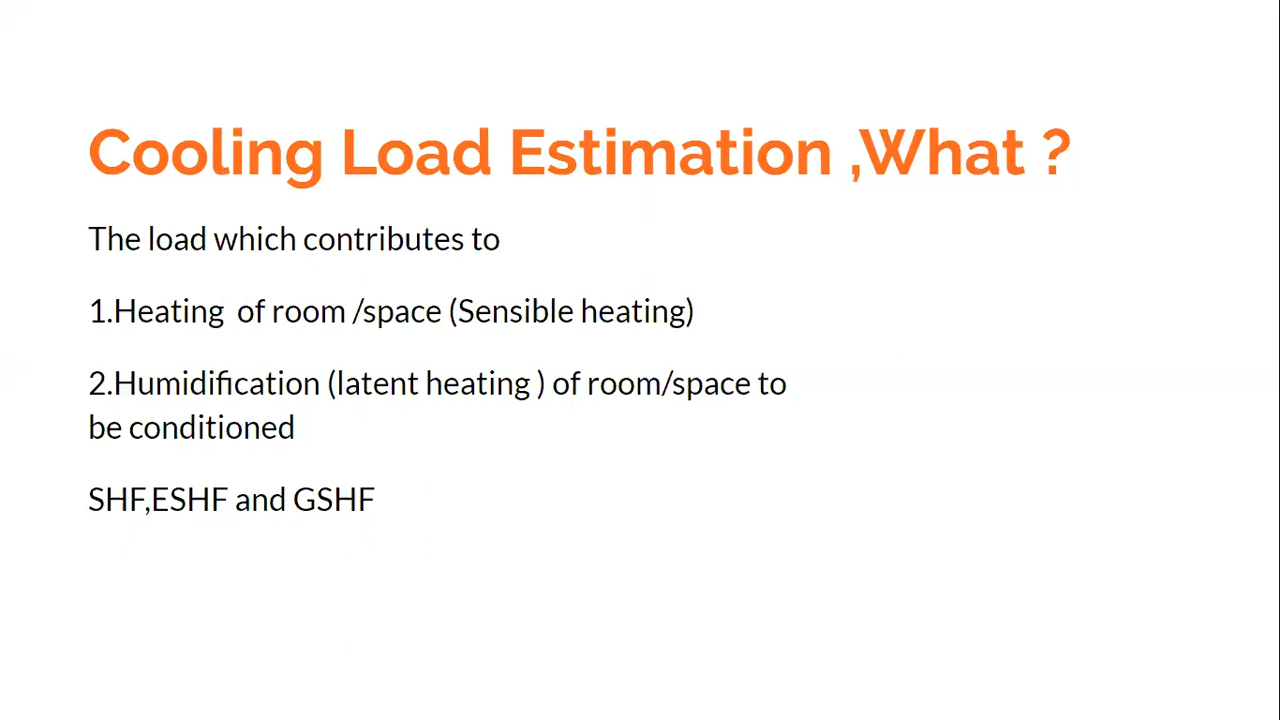 Cooling Load Estimation ,What ?
The load which contributes to
1.Heating  of room /space (Sensible heating)
2.Humidification (latent heating ) of room/space to
be conditioned
SHF,ESHF and GSHF